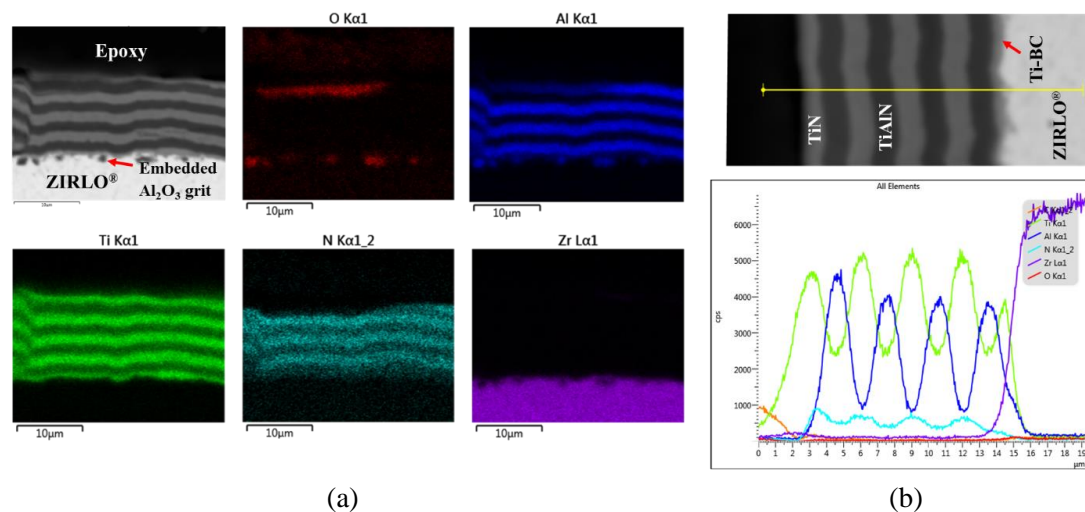 O Kα1
Al Kα1
Epoxy
ZIRLO®
Embedded
Al2O3 grit
10μm
10μm
Ti Kα1
N Kα1_2
Zr Lα1
10μm
10μm
10μm
(a)
TiN
TiAlN
Ti-BC
ZIRLO®
All Elements
cps
6000
5000
4000
3000
2000
1000
Kα1_2
Ti Kα1
Al Kα1
N Kα1_2
Zr Lα1
O Kα1
0 1 2 3 4 5 6 7 8 9 10 11 12 13 14 15 16 17 18 19
μm
(b)